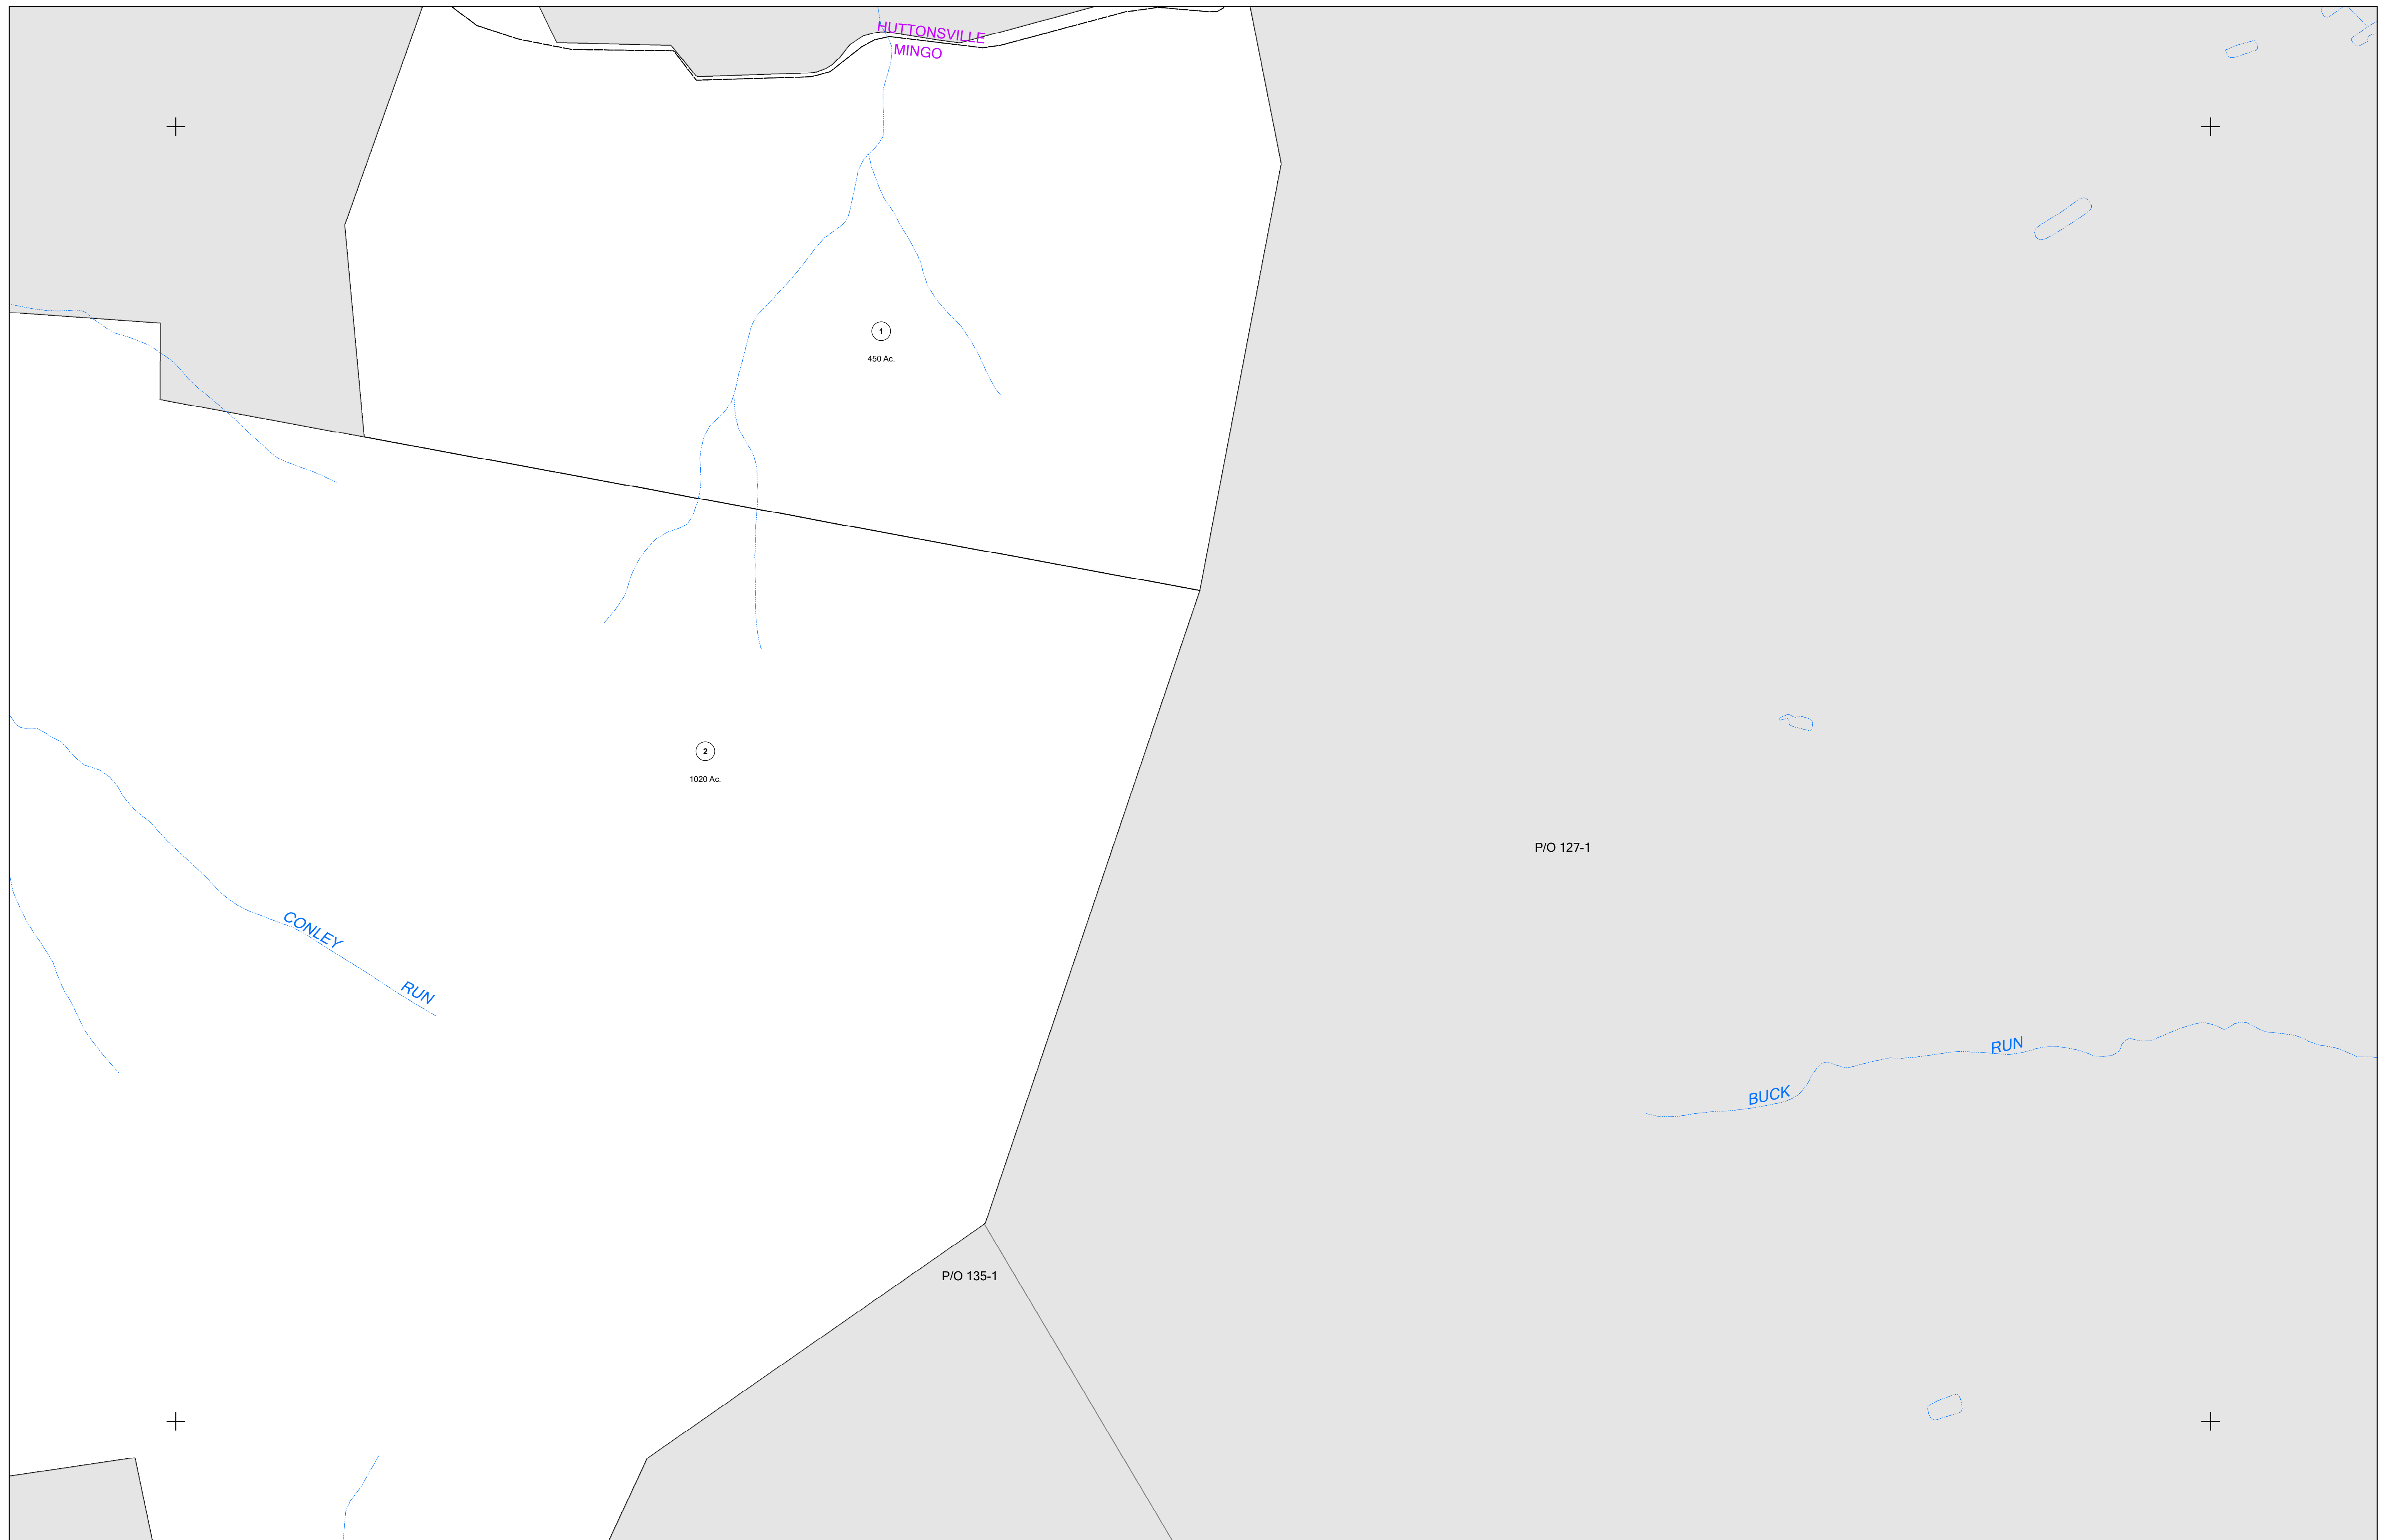 HUTTONSVILLE
MINGO
1
450 Ac.
2
1020 Ac.
P/O 127-1
CONLEY
RUN
RUN
BUCK
P/O 135-1